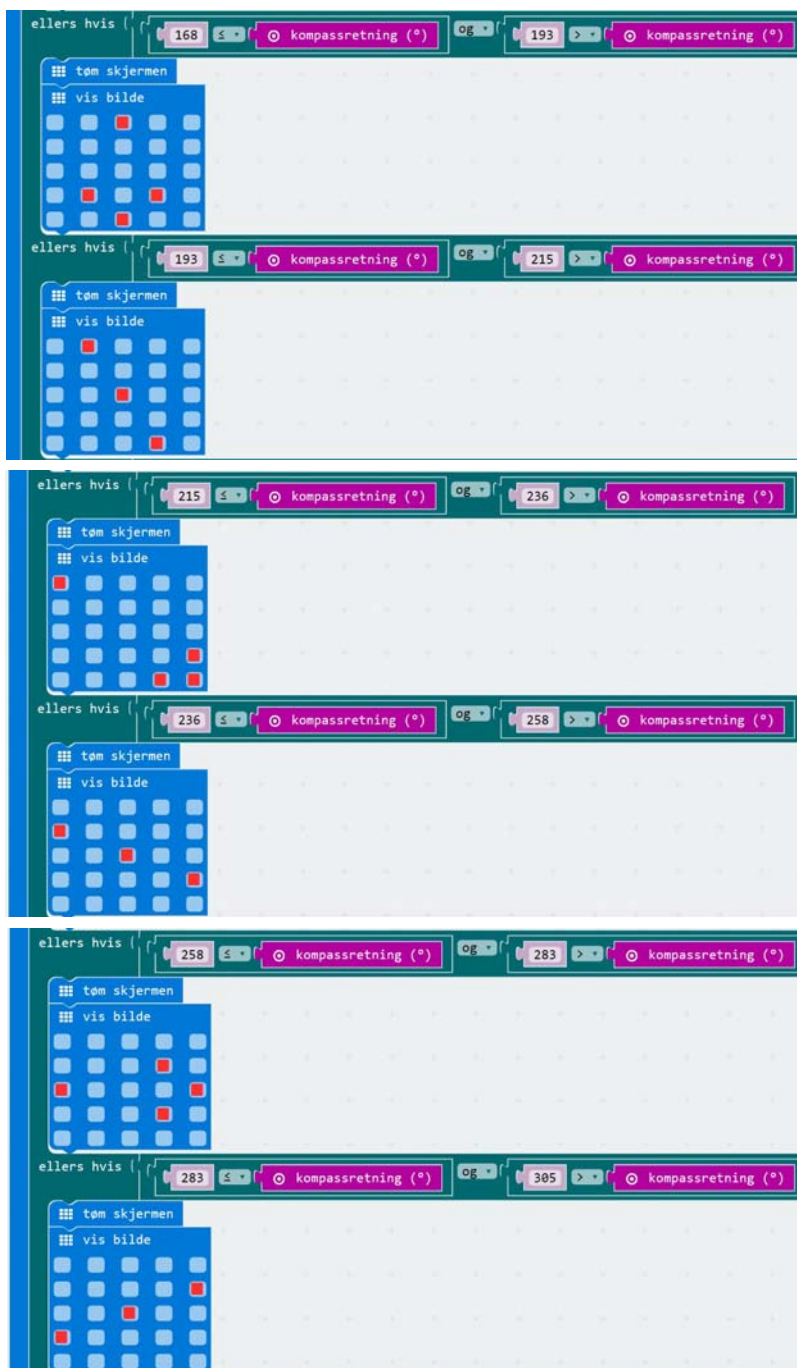 ellers hvis 168 ≤ kompassretning (°) og 193 > kompassretning (°)
tøm skjermen
vis bilde
ellers hvis 193 ≤ kompassretning (°) og 215 > kompassretning (°)
tøm skjermen
vis bilde
ellers hvis 215 ≤ kompassretning (°) og 236 > kompassretning (°)
tøm skjermen
vis bilde
ellers hvis 236 ≤ kompassretning (°) og 258 > kompassretning (°)
tøm skjermen
vis bilde
ellers hvis 258 ≤ kompassretning (°) og 283 > kompassretning (°)
tøm skjermen
vis bilde
ellers hvis 283 ≤ kompassretning (°) og 305 > kompassretning (°)
tøm skjermen
vis bilde